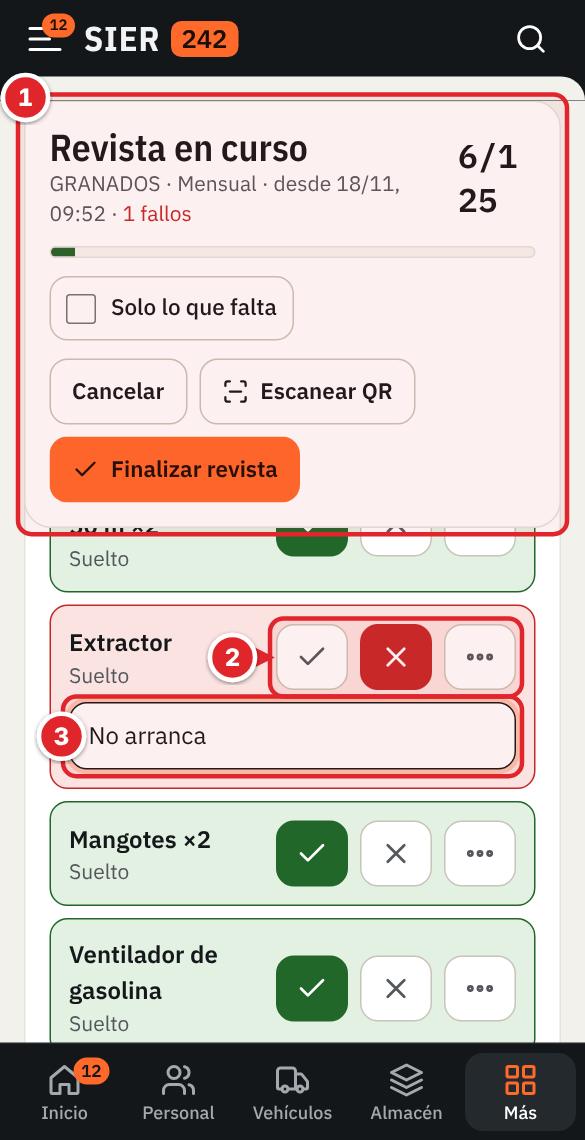 12
SIER 242
1
Revista en curso
6/1
25
GRANADOS · Mensual · desde 18/11,
09:52 · 1 fallos
Solo lo que falta
Cancelar
Escanear QR
Finalizar revista
Suelto
Extractor
Suelto
2
3
No arranca
Mangotes ×2
Suelto
Ventilador de
gasolina
Suelto
12
Inicio
Personal
Vehículos
Almacén
Más